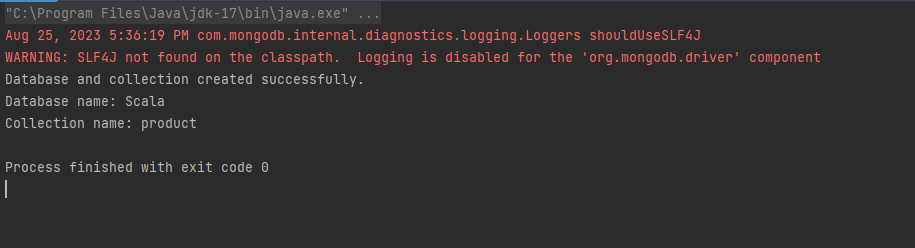 "C:\Program Files\Java\jdk-17\bin\java.exe" ...
Aug 25, 2023 5:36:19 PM com.mongodb.internal.diagnostics.logging.Loggers shouldUseSLF4J
WARNING: SLF4J not found on the classpath.  Logging is disabled for the 'org.mongodb.driver' component
Database and collection created successfully.
Database name: Scala
Collection name: product
Process finished with exit code 0